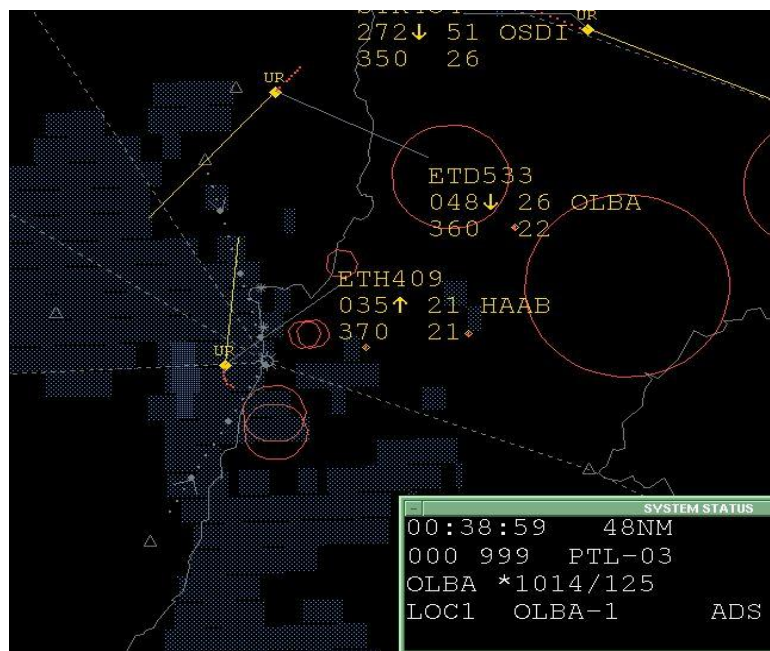 UR
272↓ 51 OSDI
350 26
UR
ETD533
048↓ 26 OLBA
360 22
ETH409
035↑ 21 HAAB
370 21
UR
SYSTEM STATUS
00:38:59 48NM
000 999 PTL-03
OLBA *1014/125
LOC1 OLBA-1 ADS